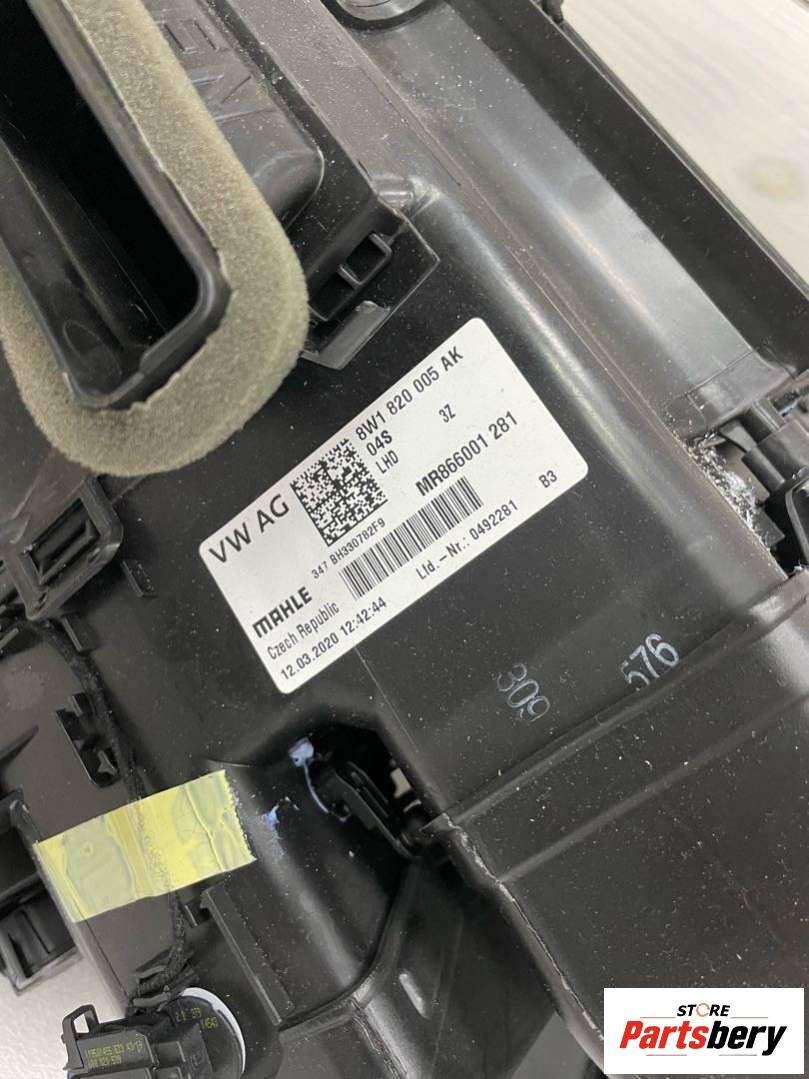 VW AG
8W1 820 005 AK
04S
3Z
LHD
MR866001 281
347 BH330782F9
MAHLE
Czech Republic
Lfd.-Nr.: 0492281
B3
12.03.2020 12:42:44
309
576
STORE
Partsbery